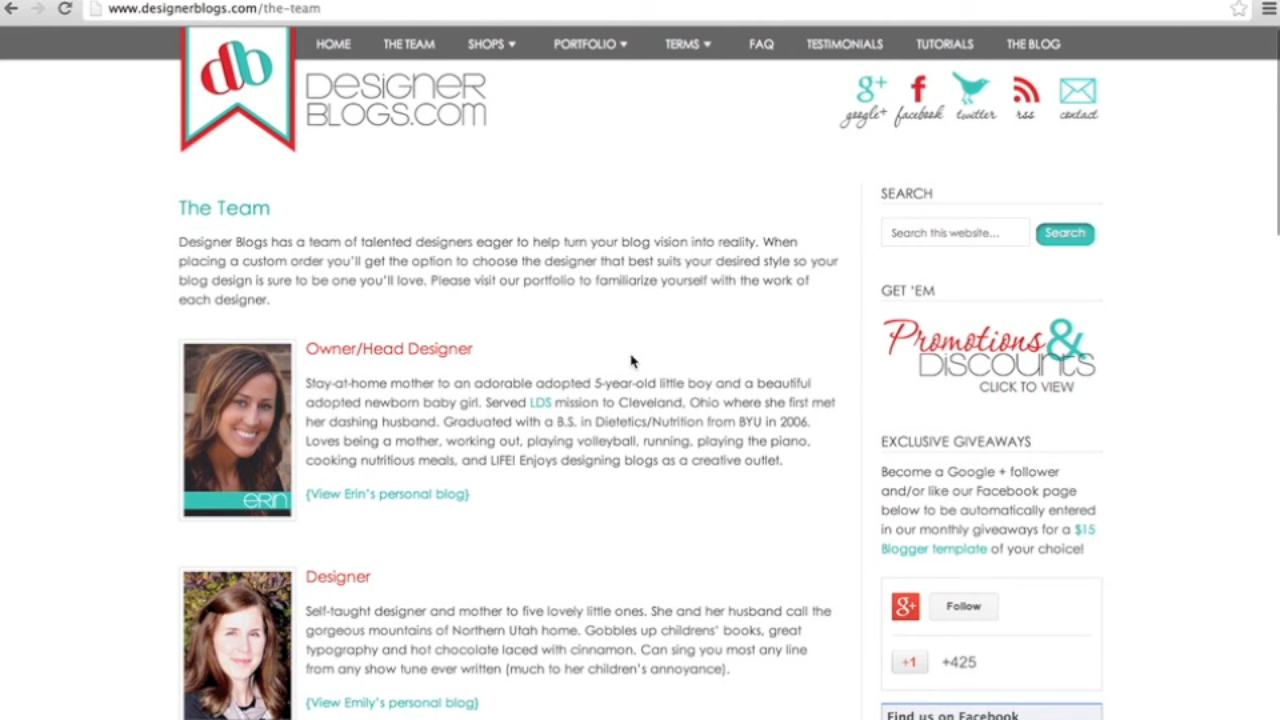 www.designerblogs.com/the-team
HOME THE TEAM SHOPS PORTFOLIO TERMS FAQ TESTIMONIALS TUTORIALS THE BLOG
db
DESIGNER
BLOGS.COM
google+ facebook twitter rss contact
The Team
Designer Blogs has a team of talented designers eager to help turn your blog vision into reality. When
placing a custom order you'll get the option to choose the designer that best suits your desired style so your
blog design is sure to be one you'll love. Please visit our portfolio to familiarize yourself with the work of
each designer.
Owner/Head Designer
Stay-at-home mother to an adorable adopted 5-year-old little boy and a beautiful
adopted newborn baby girl. Served LDS mission to Cleveland, Ohio where she first met
her dashing husband. Graduated with a B.S. in Dietetics/Nutrition from BYU in 2006.
Loves being a mother, working out, playing volleyball, running, playing the piano,
cooking nutritious meals, and LIFE! Enjoys designing blogs as a creative outlet.
erin
{View Erin's personal blog}
Designer
Self-taught designer and mother to five lovely little ones. She and her husband call the
gorgeous mountains of Northern Utah home. Gobbles up childrens' books, great
typography and hot chocolate laced with cinnamon. Can sing you most any line
from any show tune ever written (much to her children's annoyance).
{View Emily's personal blog}
SEARCH
Search this website... Search
GET 'EM
Promotions &
DISCOUNTS
CLICK TO VIEW
EXCLUSIVE GIVEAWAYS
Become a Google + follower
and/or like our Facebook page
below to be automatically entered
in our monthly giveaways for a $15
Blogger template of your choice!
g+ Follow
+1 +425
Find us on Facebook